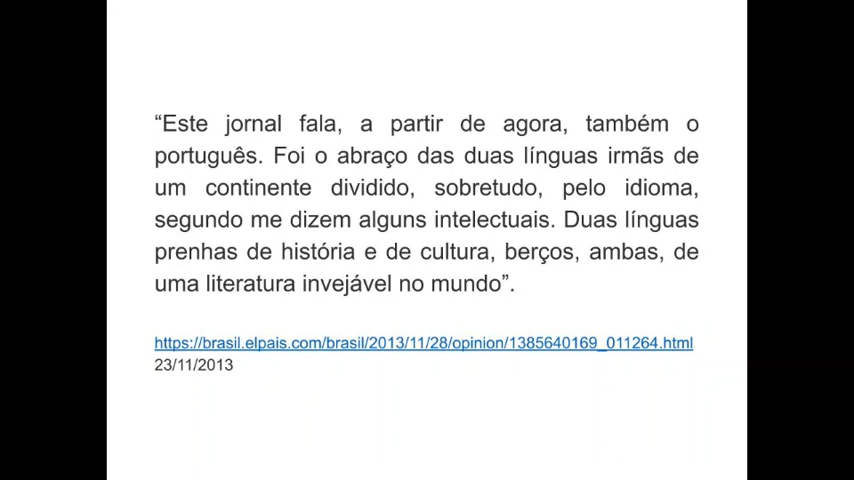 “Este jornal fala, a partir de agora, também o
português. Foi o abraço das duas línguas irmãs de
um continente dividido, sobretudo, pelo idioma,
segundo me dizem alguns intelectuais. Duas línguas
prenhas de história e de cultura, berços, ambas, de
uma literatura invejável no mundo”.
https://brasil.elpais.com/brasil/2013/11/28/opinion/1385640169_011264.html
23/11/2013